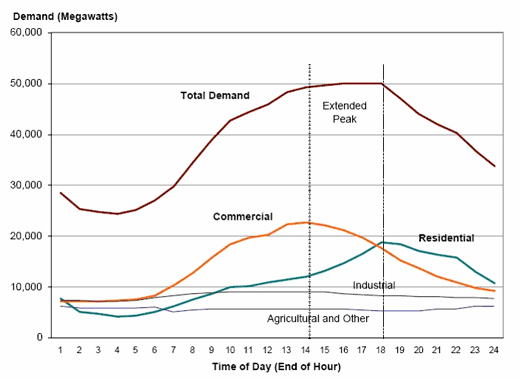 Demand (Megawatts)
60,000
50,000
40,000
30,000
20,000
10,000
0
Total Demand
Extended
Peak
Commercial
Residential
Industrial
Agricultural and Other
1 2 3 4 5 6 7 8 9 10 11 12 13 14 15 16 17 18 19 20 21 22 23 24
Time of Day (End of Hour)